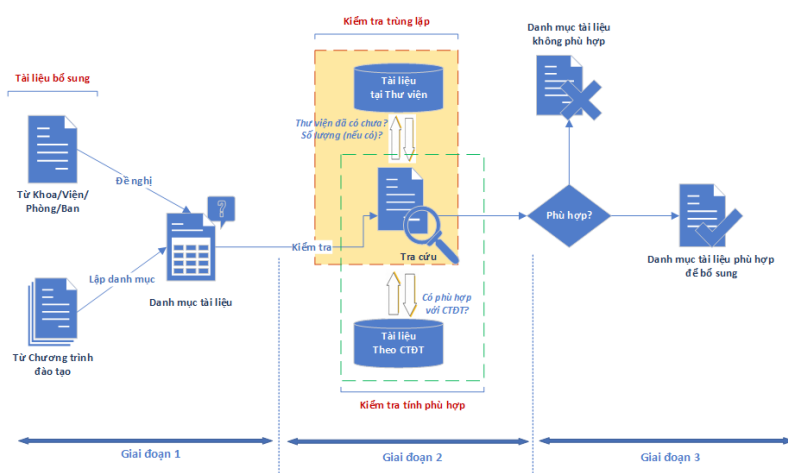 Kiểm tra trùng lặp
Danh mục tài liệu
không phù hợp
Tài liệu bổ sung
Tài liệu
tại Thư viện
Thư viện đã có chưa?
Số lượng (nếu có)?
Từ Khoa/Viện/
Phòng/Ban
Đề nghị
Phù hợp?
Kiểm tra
Tra cứu
Danh mục tài liệu phù hợp
để bổ sung
Lập danh mục
Danh mục tài liệu
Có phù hợp
với CTĐT?
Tài liệu
Theo CTĐT
Từ Chương trình
đào tạo
Kiểm tra tính phù hợp
Giai đoạn 1
Giai đoạn 2
Giai đoạn 3